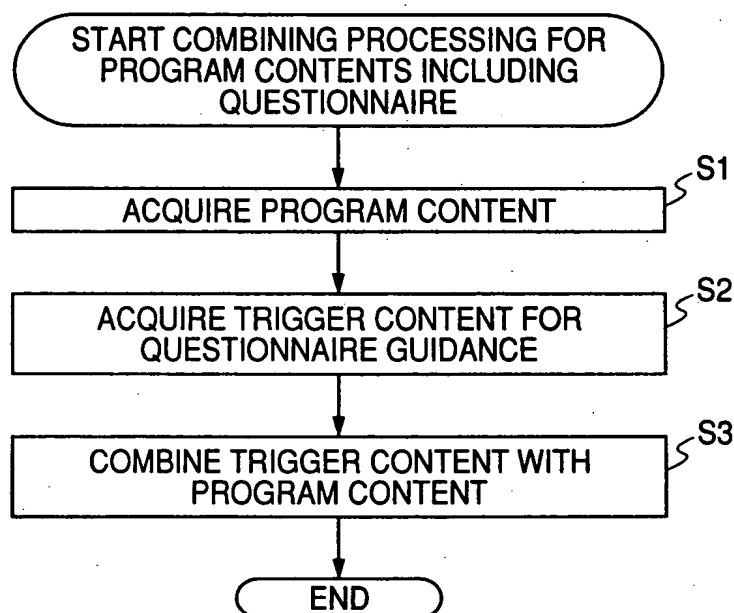 START COMBINING PROCESSING FOR
PROGRAM CONTENTS INCLUDING
QUESTIONNAIRE
S1
ACQUIRE PROGRAM CONTENT
S2
ACQUIRE TRIGGER CONTENT FOR
QUESTIONNAIRE GUIDANCE
S3
COMBINE TRIGGER CONTENT WITH
PROGRAM CONTENT
END